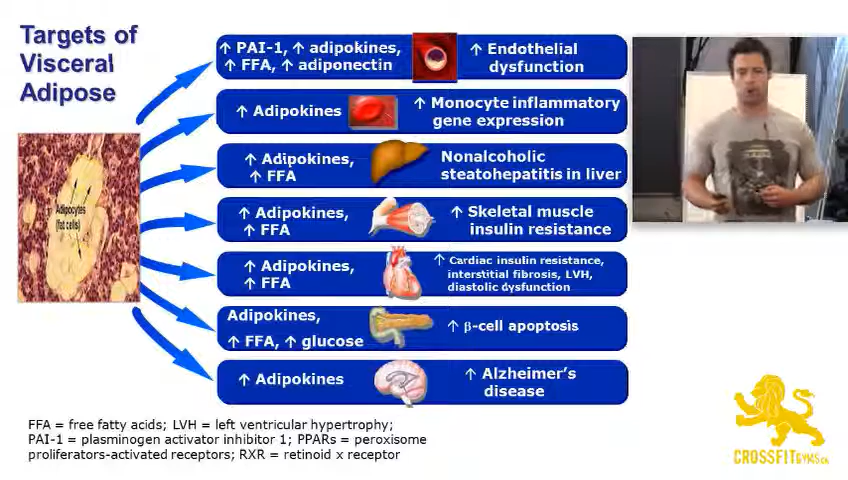 Targets of
Visceral
Adipose
Adipocytes
(fat cells)
↑ PAI-1, ↑ adipokines,
↑ FFA, ↑ adiponectin
↑ Endothelial
dysfunction
↑ Adipokines
↑ Monocyte inflammatory
gene expression
↑ Adipokines,
↑ FFA
Nonalcoholic
steatohepatitis in liver
↑ Adipokines,
↑ FFA
↑ Skeletal muscle
insulin resistance
↑ Adipokines,
↑ FFA
↑ Cardiac insulin resistance,
interstitial fibrosis, LVH,
diastolic dysfunction
Adipokines,
↑ FFA, ↑ glucose
↑ β-cell apoptosis
↑ Adipokines
↑ Alzheimer's
disease
FFA = free fatty acids; LVH = left ventricular hypertrophy;
PAI-1 = plasminogen activator inhibitor 1; PPARs = peroxisome
proliferators-activated receptors; RXR = retinoid x receptor
CROSSFITGYMS.CA